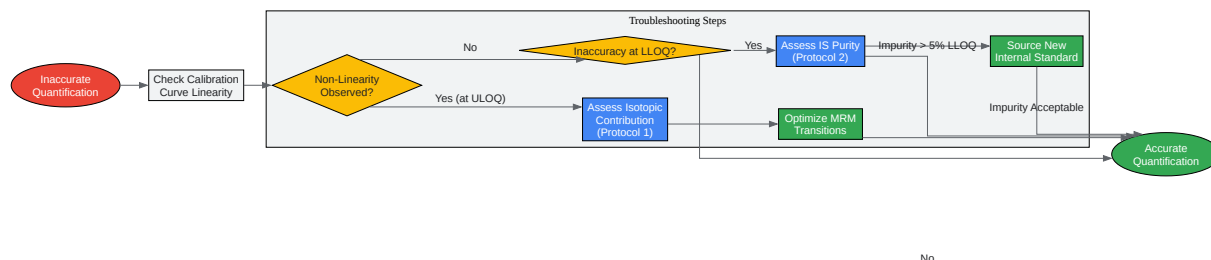 Troubleshooting Steps
Inaccurate
Quantification
Check Calibration
Curve Linearity
Non-Linearity
Observed?
No
Yes (at ULOQ)
Inaccuracy at LLOQ?
Yes
Assess IS Purity
(Protocol 2)
Impurity > 5% LLOQ
Source New
Internal Standard
Assess Isotopic
Contribution
(Protocol 1)
Optimize MRM
Transitions
Impurity Acceptable
Accurate
Quantification
No